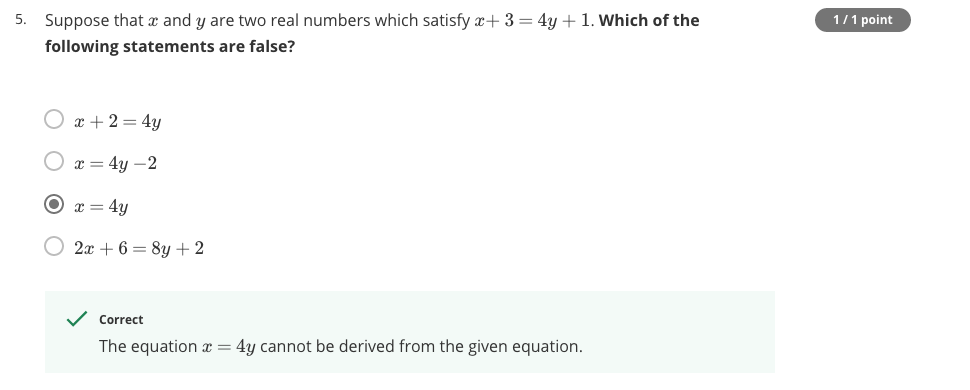 5. Suppose that x and y are two real numbers which satisfy x+ 3 = 4y + 1. Which of the
1 / 1 point
following statements are false?
x + 2 = 4y
x = 4y −2
x = 4y
2x + 6 = 8y + 2
Correct
The equation x = 4y cannot be derived from the given equation.